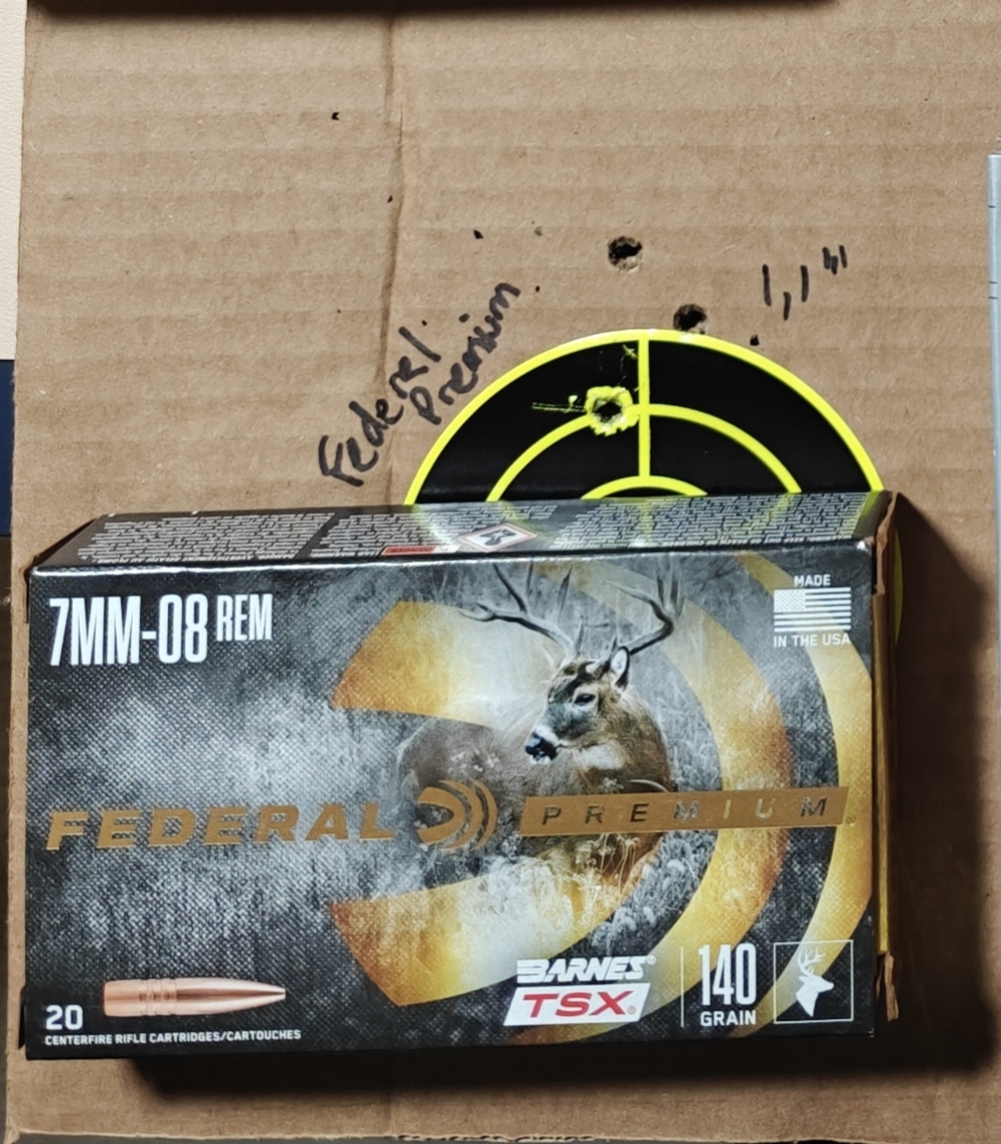 Federal
Premium
1,1"
7MM-08 REM
MADE
IN THE USA
FEDERAL PREMIUM
BARNES®
TSX®
140
GRAIN
20
CENTERFIRE RIFLE CARTRIDGES/CARTOUCHES